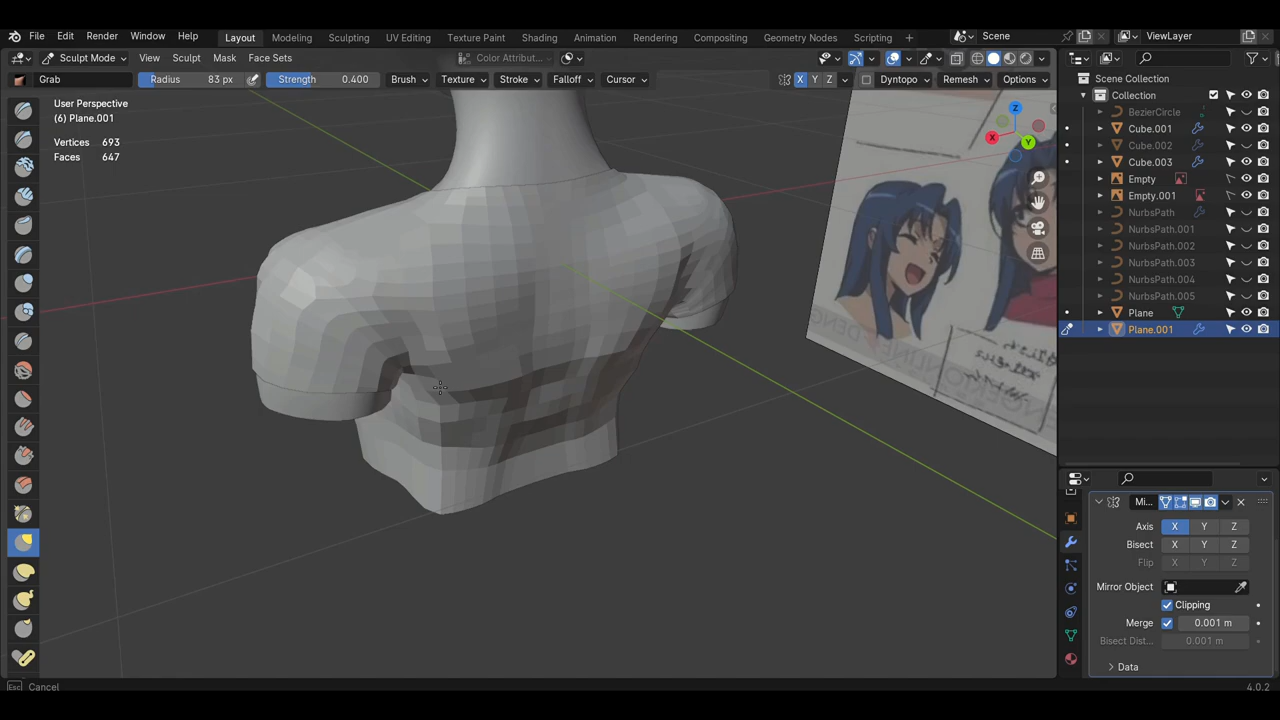 File Edit Render Window Help Layout Modeling Sculpting UV Editing Texture Paint Shading Animation Rendering Compositing Geometry Nodes Scripting + Scene ViewLayer
Sculpt Mode View Sculpt Mask Face Sets Color Attribut...
Grab Radius 83 px Strength 0.400 Brush Texture Stroke Falloff Cursor X Y Z Dyntopo Remesh Options
User Perspective
(6) Plane.001
Vertices 693
Faces 647
Z
X
Y
Scene Collection
Collection
BezierCircle
Cube.001
Cube.002
Cube.003
Empty
Empty.001
NurbsPath
NurbsPath.001
NurbsPath.002
NurbsPath.003
NurbsPath.004
NurbsPath.005
Plane
Plane.001
Mi...
Axis X Y Z
Bisect X Y Z
Flip X Y Z
Mirror Object
Clipping
Merge 0.001 m
Bisect Dist... 0.001 m
Data
Esc Cancel
4.0.2